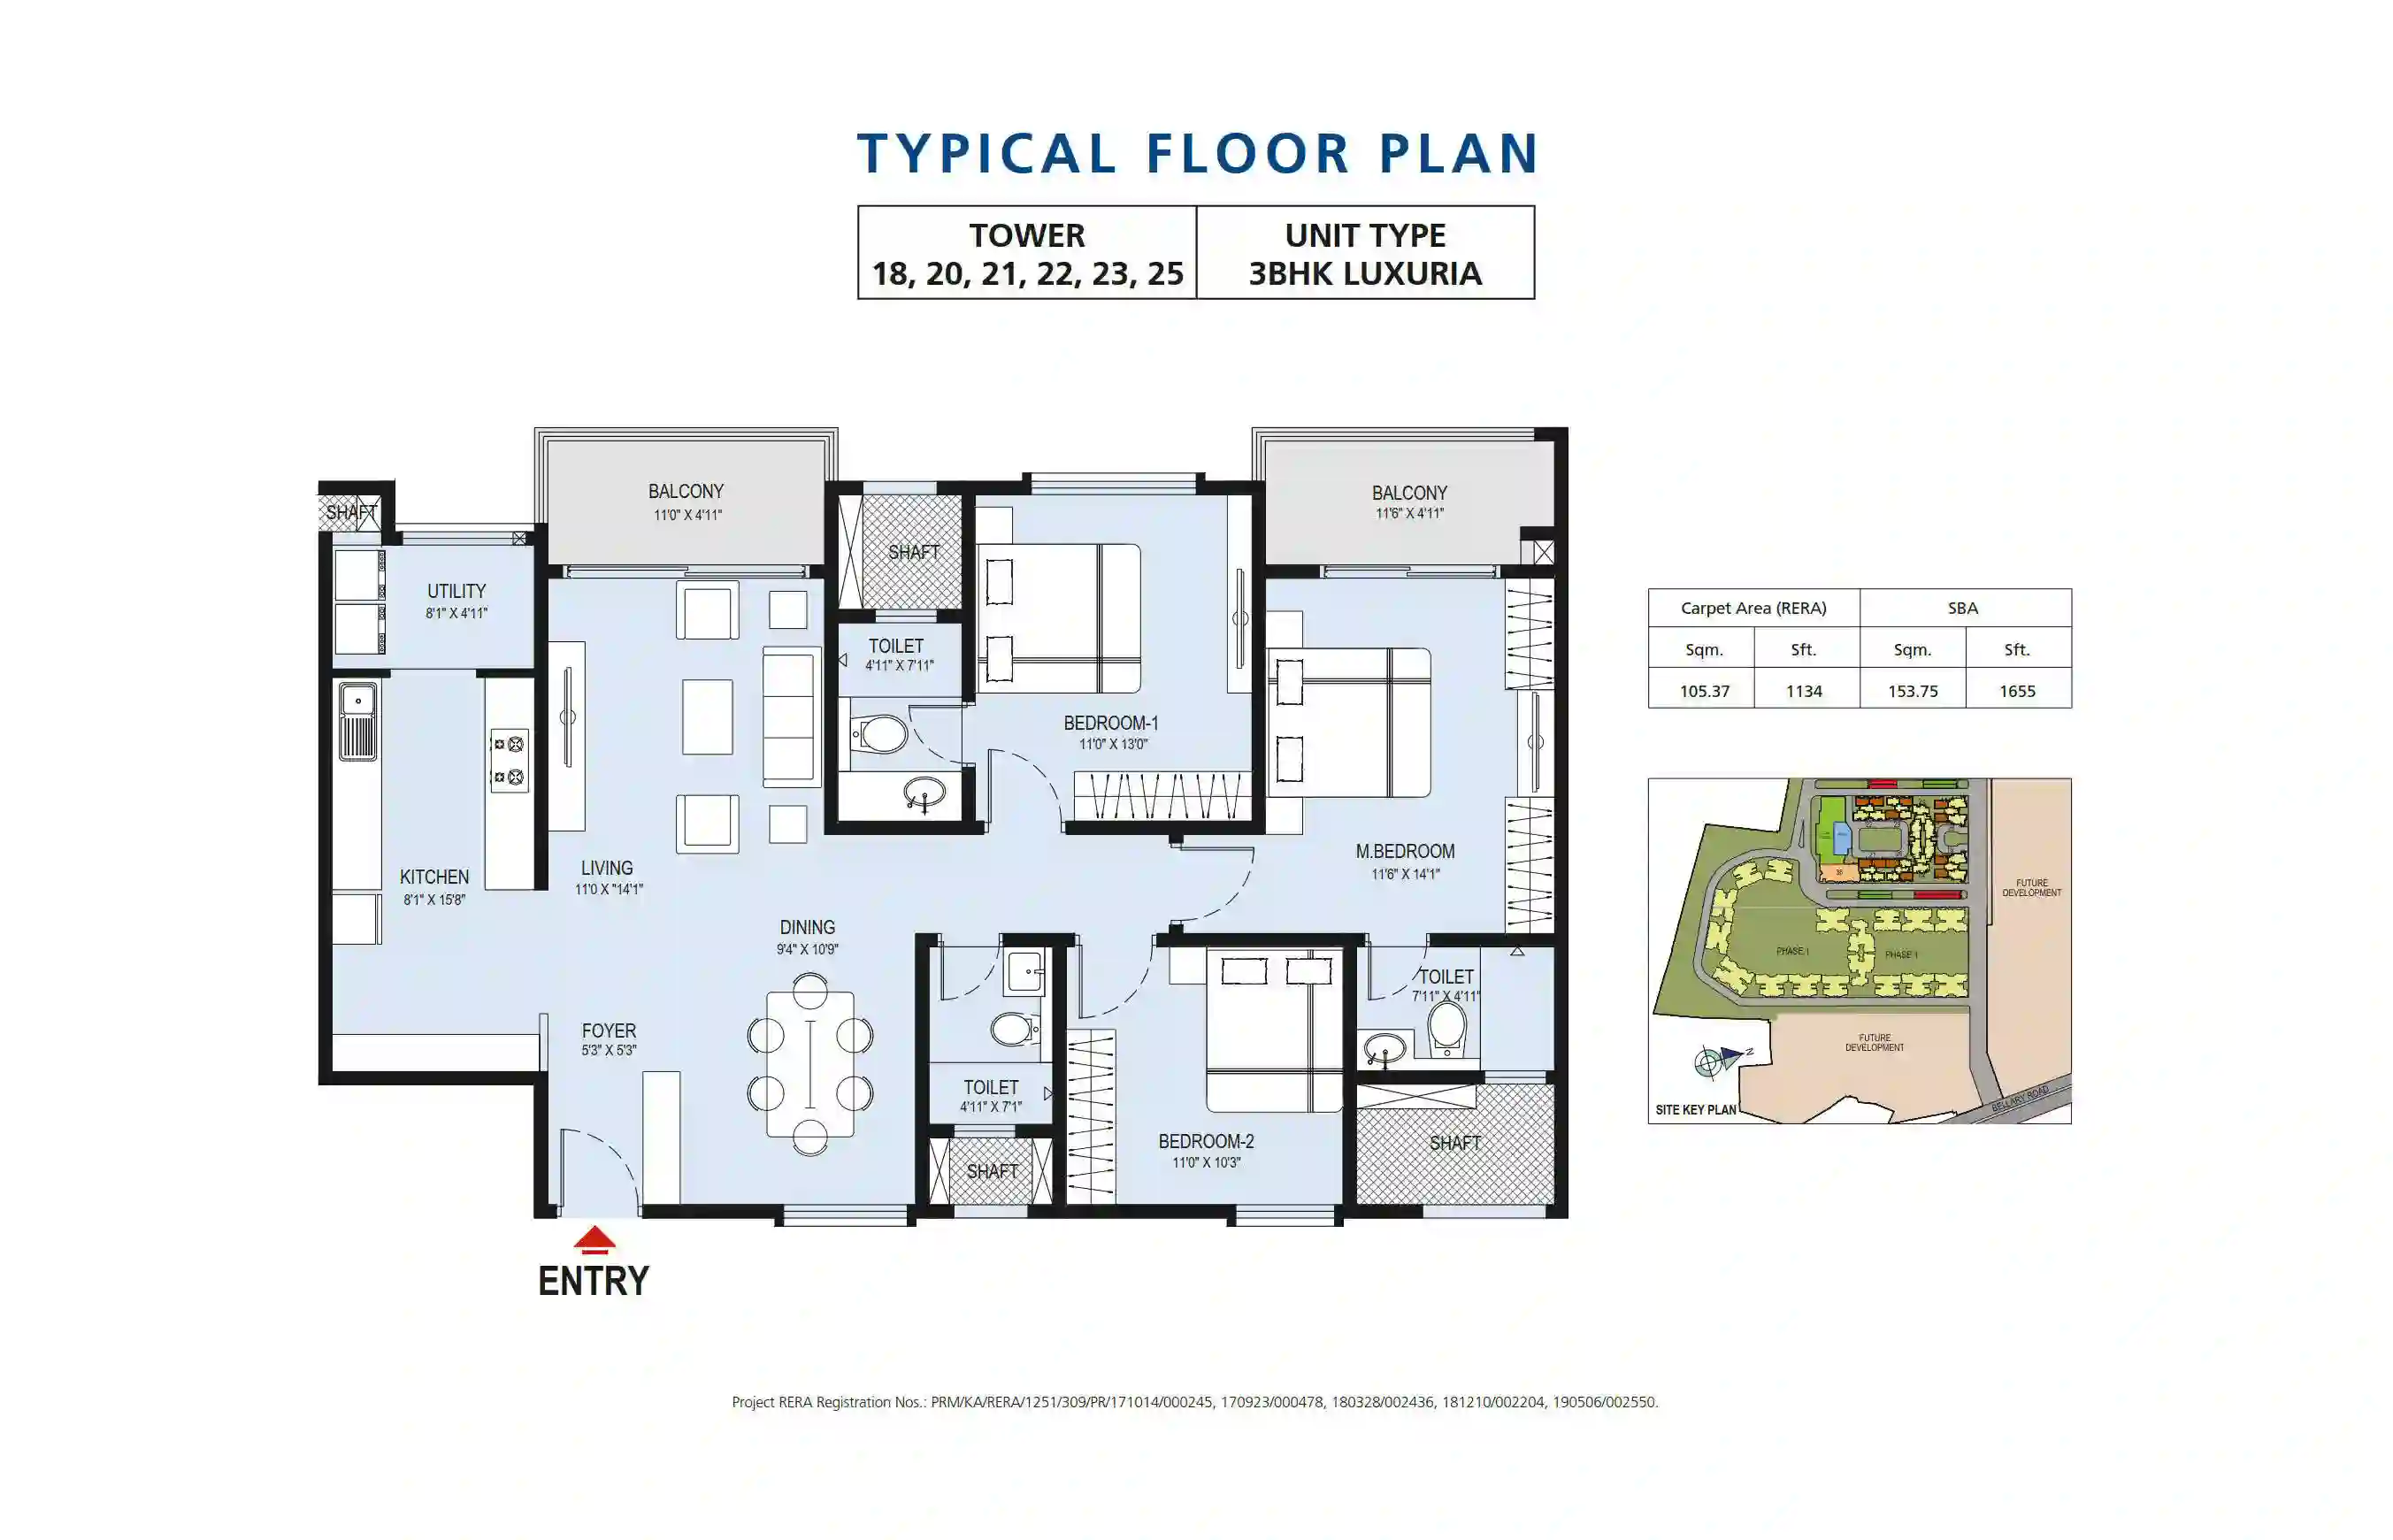 TYPICAL FLOOR PLAN
TOWER
18, 20, 21, 22, 23, 25
UNIT TYPE
3BHK LUXURIA
BALCONY
11'0" X 4'11"
BALCONY
11'6" X 4'11"
SHAFT
SHAFT
UTILITY
8'1" X 4'11"
TOILET
4'11" X 7'11"
BEDROOM-1
11'0" X 13'0"
M.BEDROOM
11'6" X 14'1"
KITCHEN
8'1" X 15'8"
LIVING
11'0 X "14'1"
DINING
9'4" X 10'9"
FOYER
5'3" X 5'3"
TOILET
7'11" X 4'11"
TOILET
4'11" X 7'1"
BEDROOM-2
11'0" X 10'3"
SHAFT
SHAFT
ENTRY
Carpet Area (RERA) SBA
Sqm. Sft. Sqm. Sft.
105.37 1134 153.75 1655
FUTURE
DEVELOPMENT
PHASE I
PHASE I
FUTURE
DEVELOPMENT
N
BELLARY ROAD
SITE KEY PLAN
Project RERA Registration Nos.: PRM/KA/RERA/1251/309/PR/171014/000245, 170923/000478, 180328/002436, 181210/002204, 190506/002550.